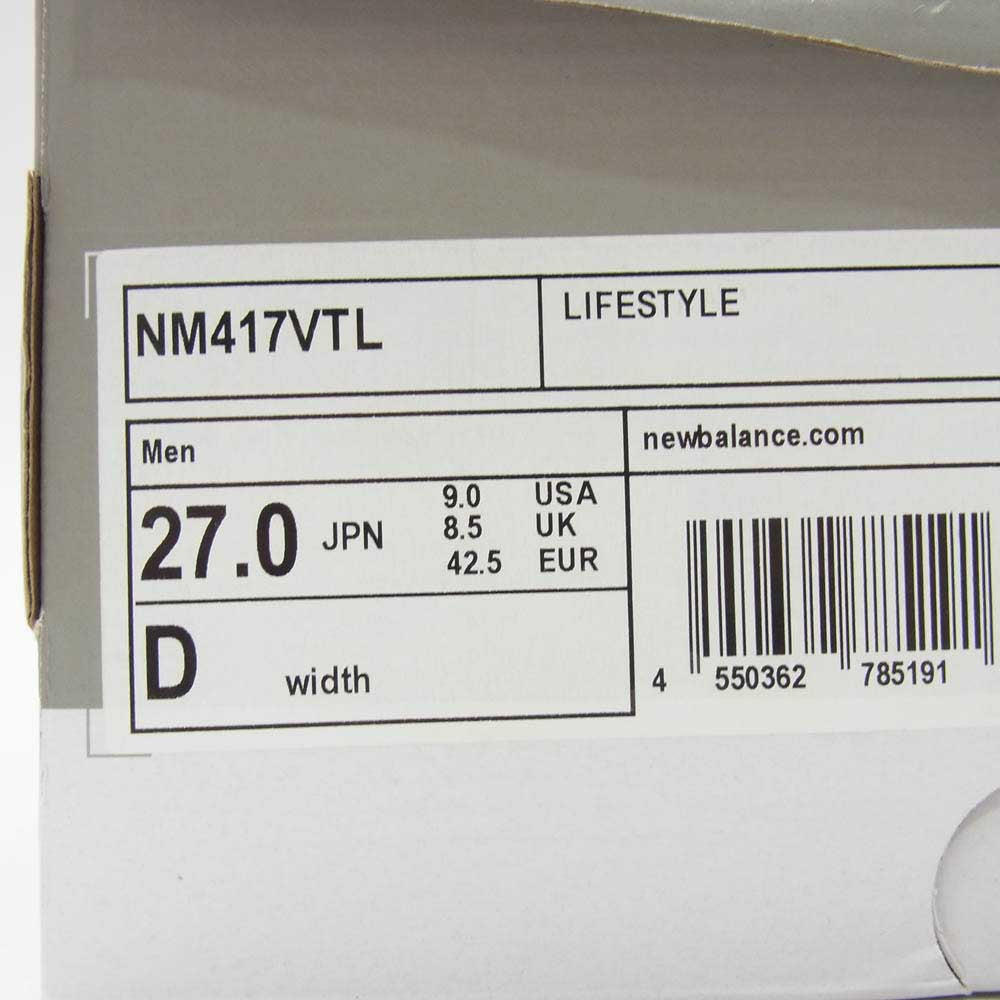 NM417VTL
LIFESTYLE
Men
newbalance.com
27.0 JPN
9.0 USA
8.5 UK
42.5 EUR
D width
4 550362 785191